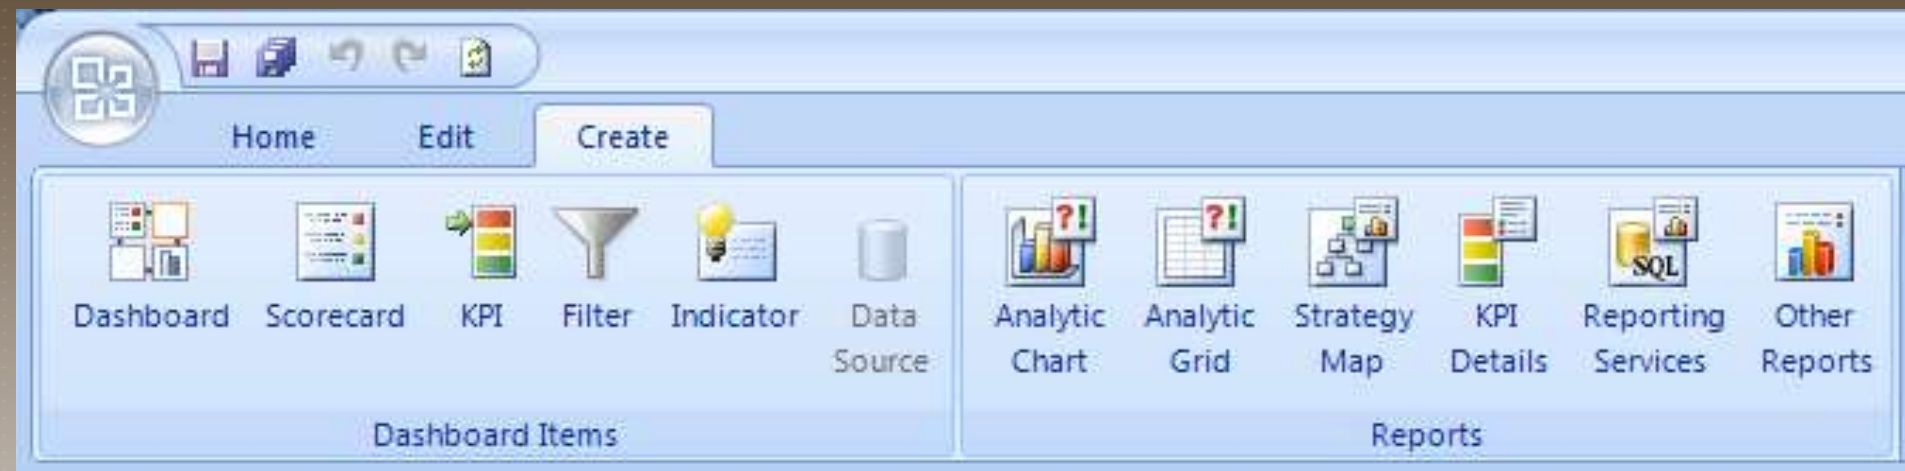 Home Edit Create
Dashboard Scorecard KPI Filter Indicator Data Source
Analytic Chart Analytic Grid Strategy Map KPI Details SQL Reporting Services Other Reports
Dashboard Items Reports